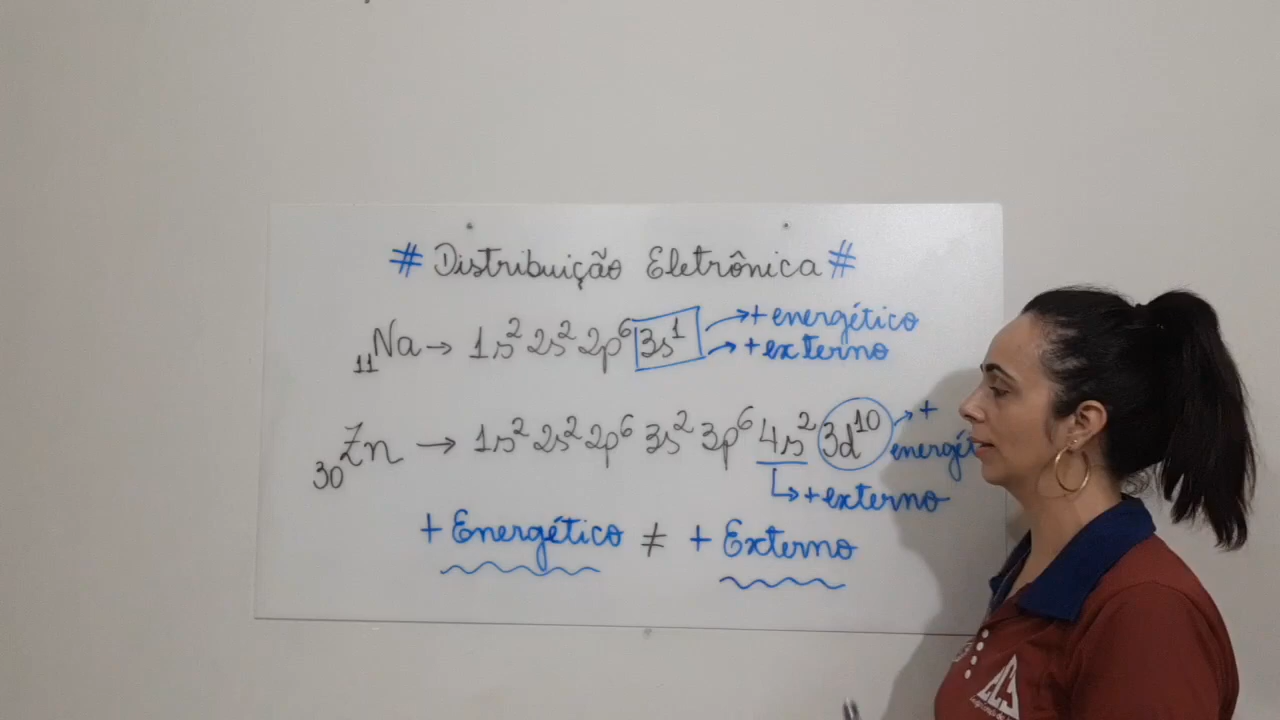 # Distribuição Eletrônica #
₁₁Na → 1s² 2s² 2p⁶ 3s¹ → + energético
→ + externo
₃₀Zn → 1s² 2s² 2p⁶ 3s² 3p⁶ 4s² 3d¹⁰ → +
energét
↳ + externo
+ Energético ≠ + Externo